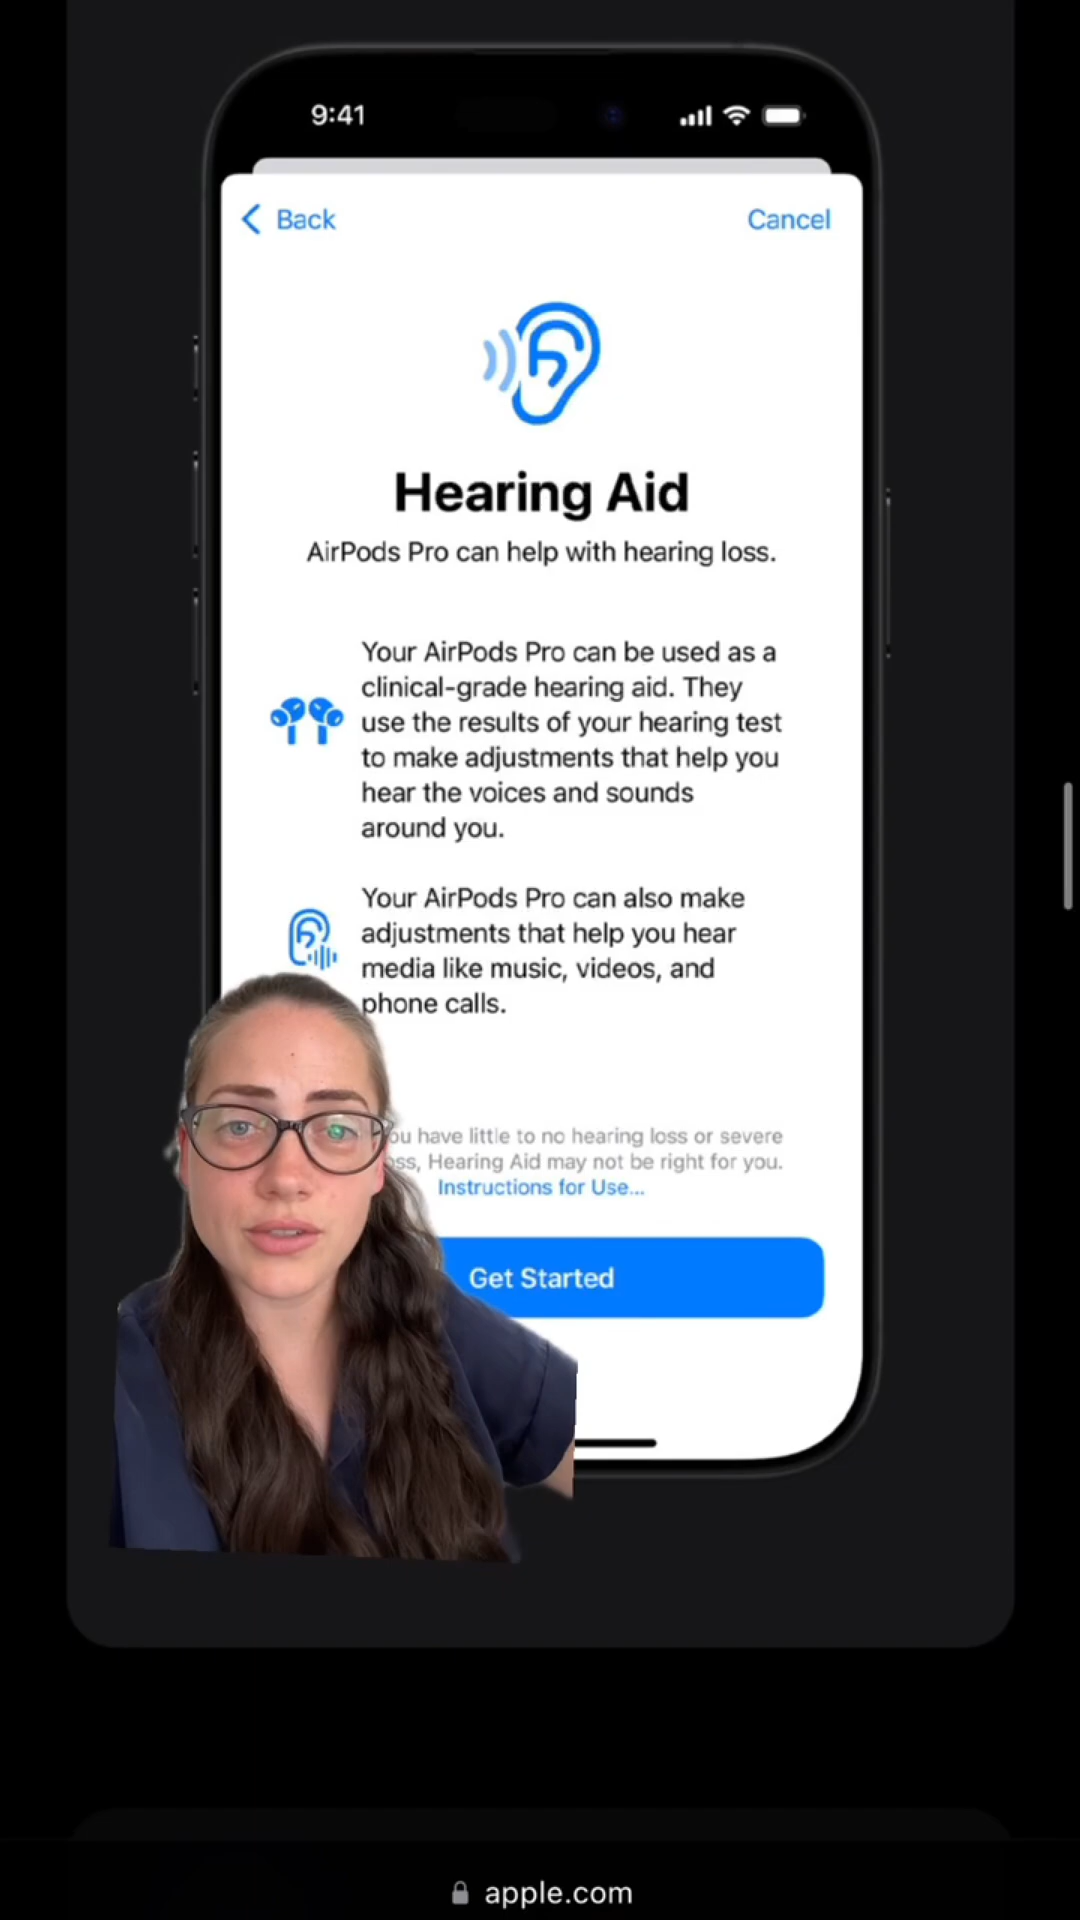 9:41
Back
Cancel
Hearing Aid
AirPods Pro can help with hearing loss.
Your AirPods Pro can be used as a
clinical-grade hearing aid. They
use the results of your hearing test
to make adjustments that help you
hear the voices and sounds
around you.
Your AirPods Pro can also make
adjustments that help you hear
media like music, videos, and
phone calls.
have little to no hearing loss or severe
Hearing Aid may not be right for you.
Instructions for Use...
Get Started
apple.com